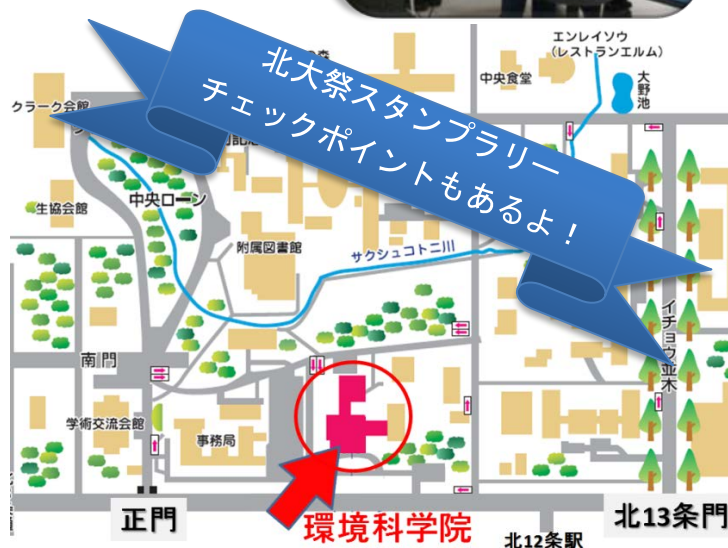 エンレイソウ
(レストランエルム)
中央食堂
大野池
クラーク会館
北大祭スタンプラリー
チェックポイントもあるよ！
中央ローン
生協会館
附属図書館
サクシュコトニ川
イチョウ並木
南門
学術交流会館
事務局
正門
環境科学院
北12条駅
北13条門